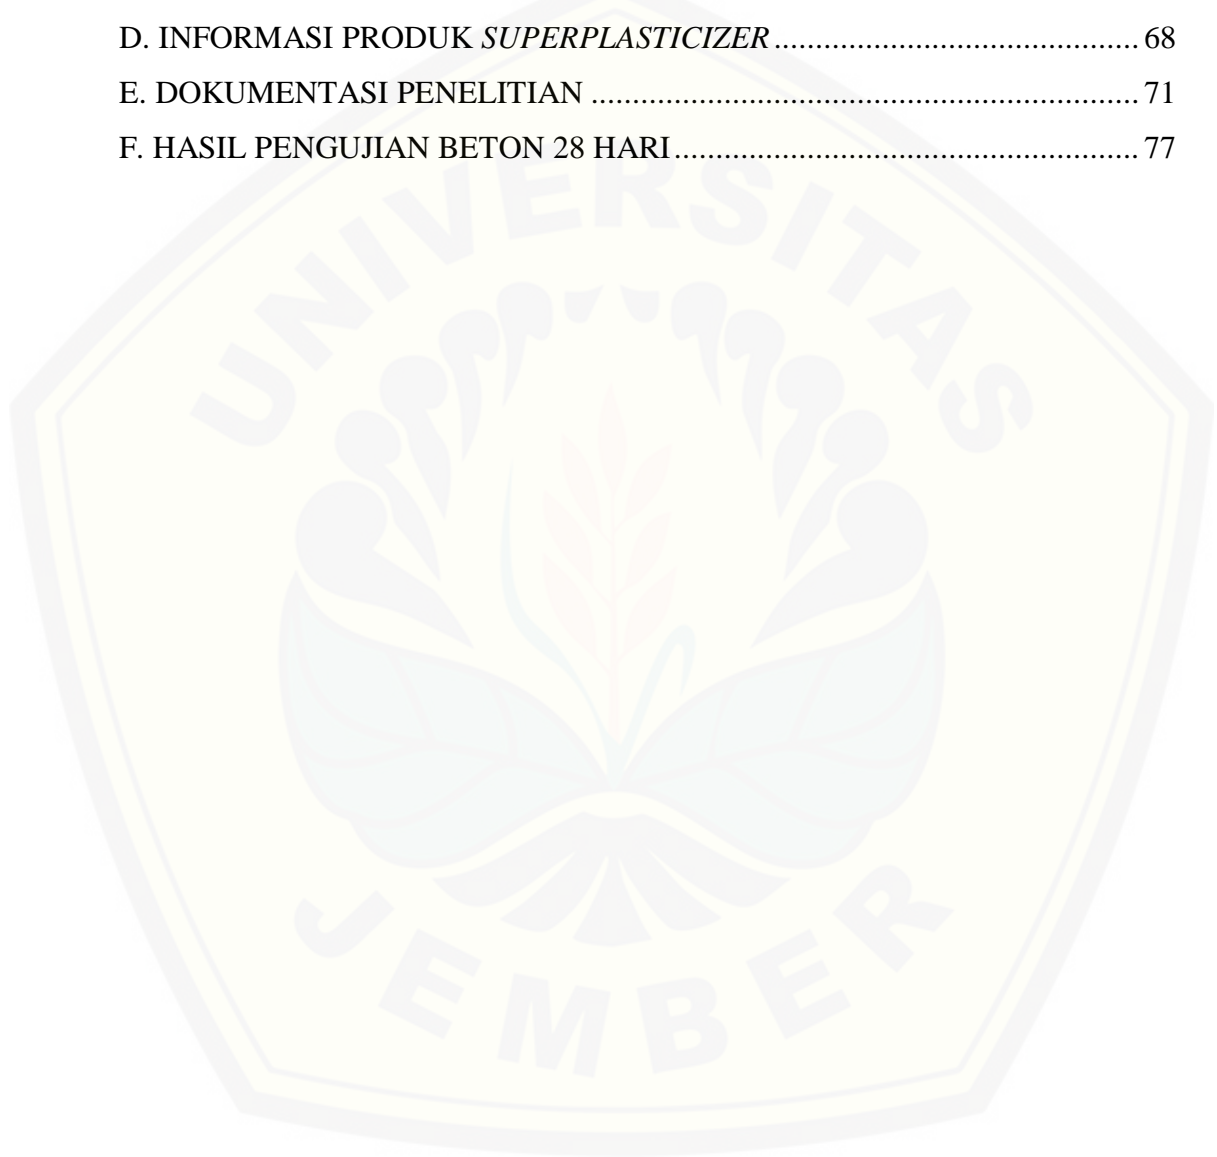 D. INFORMASI PRODUK SUPERPLASTICIZER ........................................... 68
E. DOKUMENTASI PENELITIAN ................................................................. 71
F. HASIL PENGUJIAN BETON 28 HARI ....................................................... 77
UNIVERSITAS
JEMBER